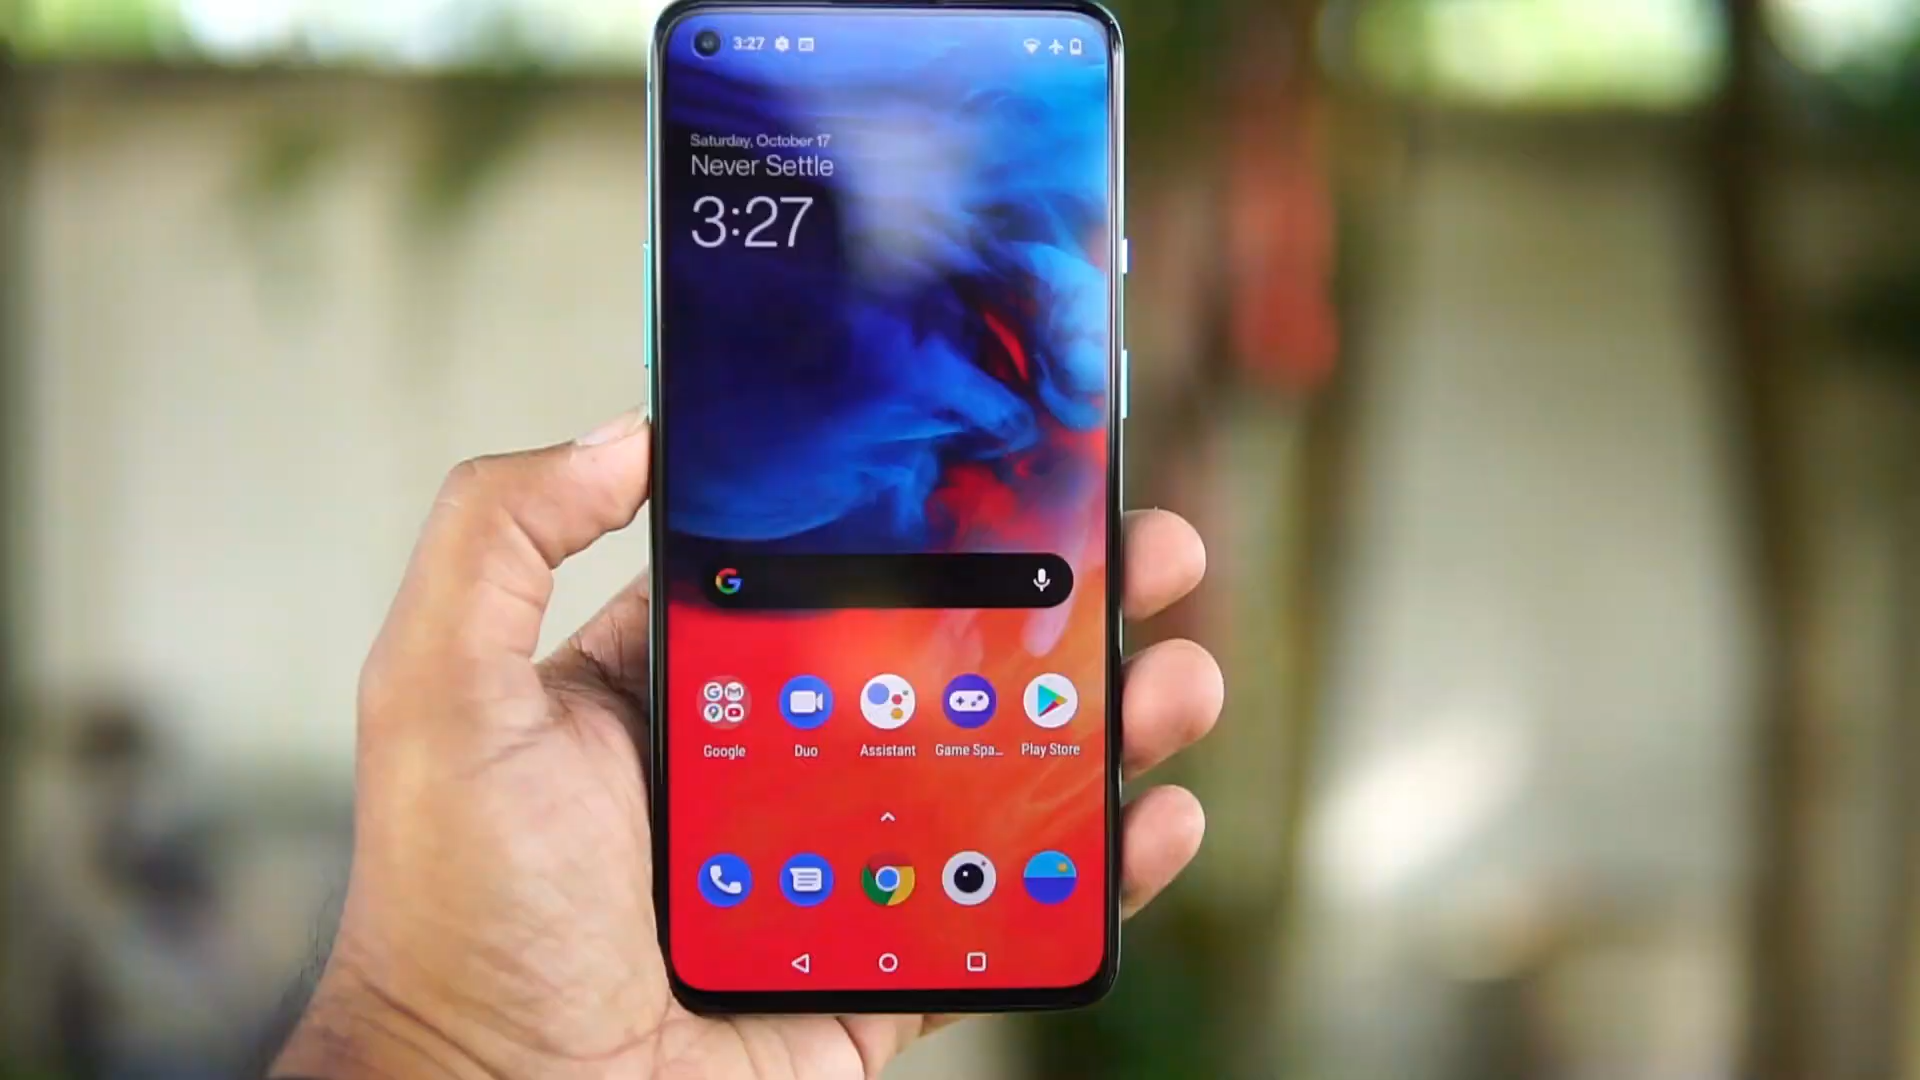 3:27
Saturday, October 17
Never Settle
3:27
Google
Duo
Assistant
Game Spa...
Play Store